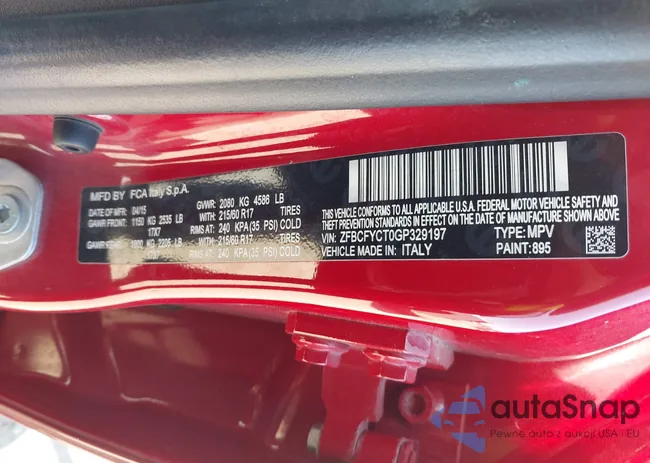 MFD BY FCA Italy S.p.A.
DATE OF MFR: 04/15 GVWR: 2080 KG 4586 LB
GAWR FRONT: 1150 KG 2535 LB WITH: 215/60 R17 TIRES
17X7 RIMS AT: 240 KPA (35 PSI) COLD
1000 KG 2205 LB WITH: 215/60 R17 TIRES
RIMS AT: 240 KPA (35 PSI) COLD
THIS VEHICLE CONFORMS TO ALL APPLICABLE U.S.A. FEDERAL MOTOR VEHICLE SAFETY
AND THEFT PREVENTION STANDARDS IN EFFECT ON THE DATE OF MANUFACTURE SHOWN ABOVE
VIN: ZFBCFYCT0GP329197 TYPE: MPV
VEHICLE MADE IN: ITALY PAINT: 895
autoSnap
Pewne auto z aukcji USA i EU